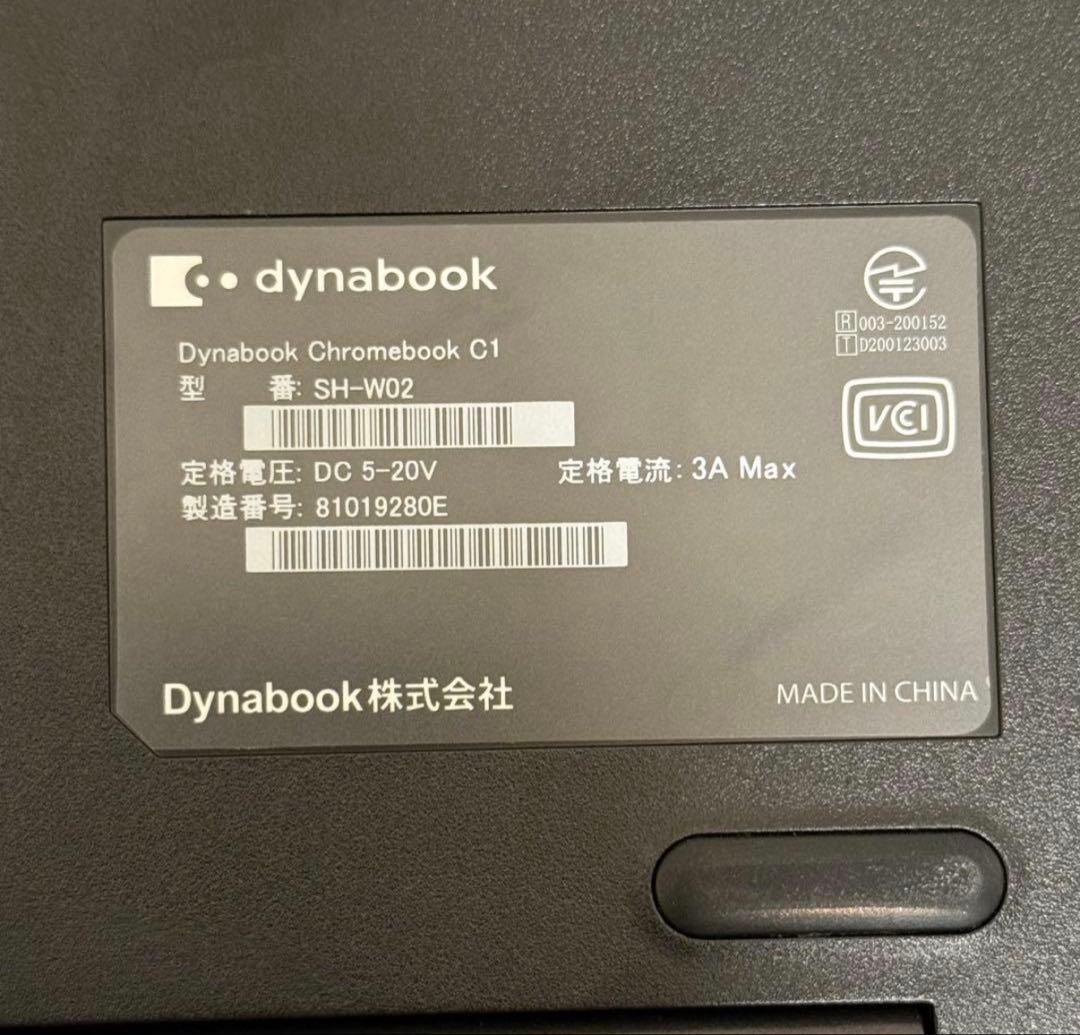 dynabook
Dynabook Chromebook C1
型 番: SH-W02
定格電圧: DC 5-20V 定格電流: 3A Max
製造番号: 81019280E
R 003-200152
T D200123003
VCI
Dynabook株式会社
MADE IN CHINA